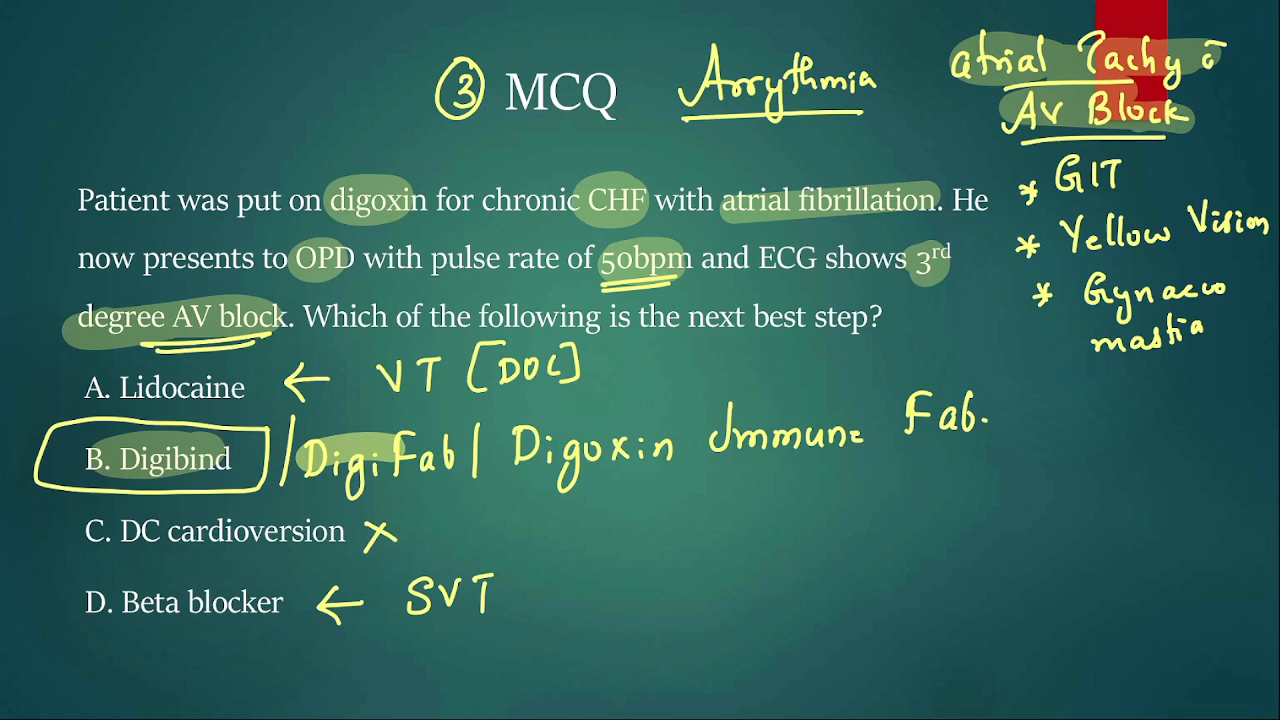 ③ MCQ Arrythmia
atrial Tachy c̄
AV Block
* GIT
* Yellow Vision
* Gynaeco
mastia
Patient was put on digoxin for chronic CHF with atrial fibrillation. He
now presents to OPD with pulse rate of 50bpm and ECG shows 3rd
degree AV block. Which of the following is the next best step?
A. Lidocaine ← VT [DOC]
B. Digibind / DigiFab / Digoxin Immune Fab.
C. DC cardioversion ×
D. Beta blocker ← SVT